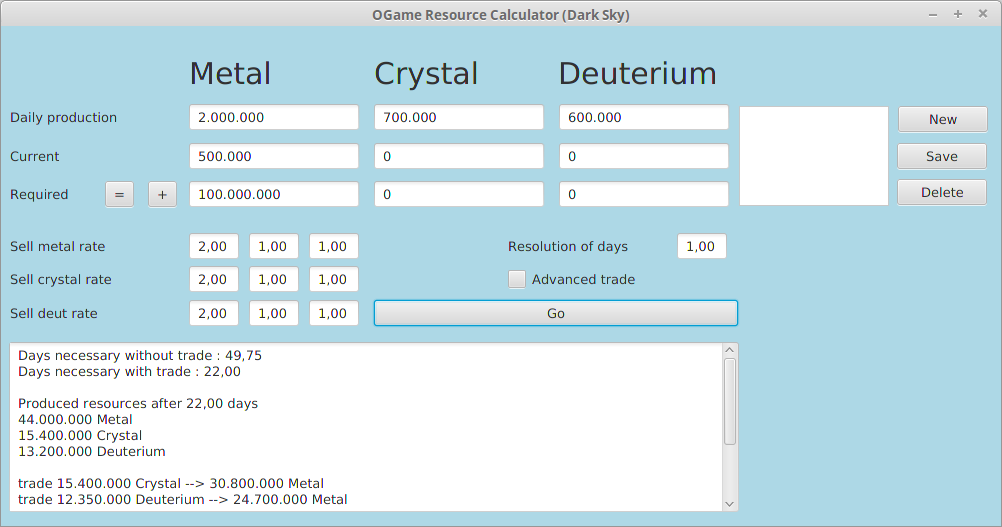 OGame Resource Calculator (Dark Sky)
Metal Crystal Deuterium
Daily production 2.000.000 700.000 600.000 New
Current 500.000 0 0 Save
Required = + 100.000.000 0 0 Delete
Sell metal rate 2,00 1,00 1,00 Resolution of days 1,00
Sell crystal rate 2,00 1,00 1,00 Advanced trade
Sell deut rate 2,00 1,00 1,00 Go
Days necessary without trade : 49,75
Days necessary with trade : 22,00
Produced resources after 22,00 days
44.000.000 Metal
15.400.000 Crystal
13.200.000 Deuterium
trade 15.400.000 Crystal --> 30.800.000 Metal
trade 12.350.000 Deuterium --> 24.700.000 Metal